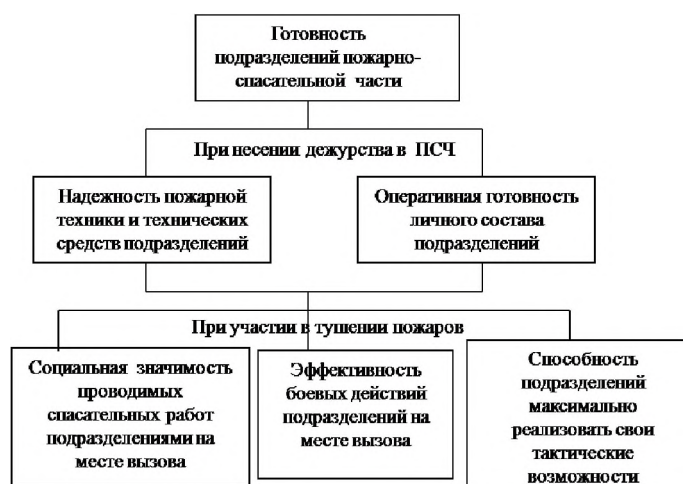 Готовность
подразделений пожарно-
спасательной части
При несении дежурства в ПСЧ
Надежность пожарной
техники и технических
средств подразделений
Оперативная готовность
личного состава
подразделений
При участии в тушении пожаров
Социальная значимость
проводимых
спасательных работ
подразделениями на
месте вызова
Эффективность
боевых действий
подразделений на
месте вызова
Способность
подразделений
максимально
реализовать свои
тактические
возможности